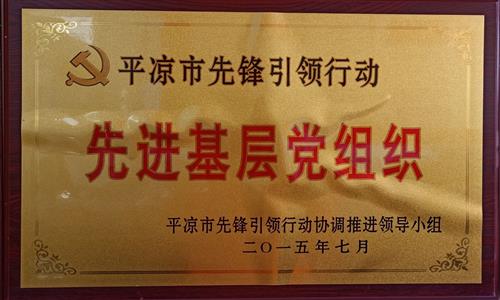 平凉市先锋引领行动
先进基层党组织
平凉市先锋引领行动协调推进领导小组
二〇一五年七月